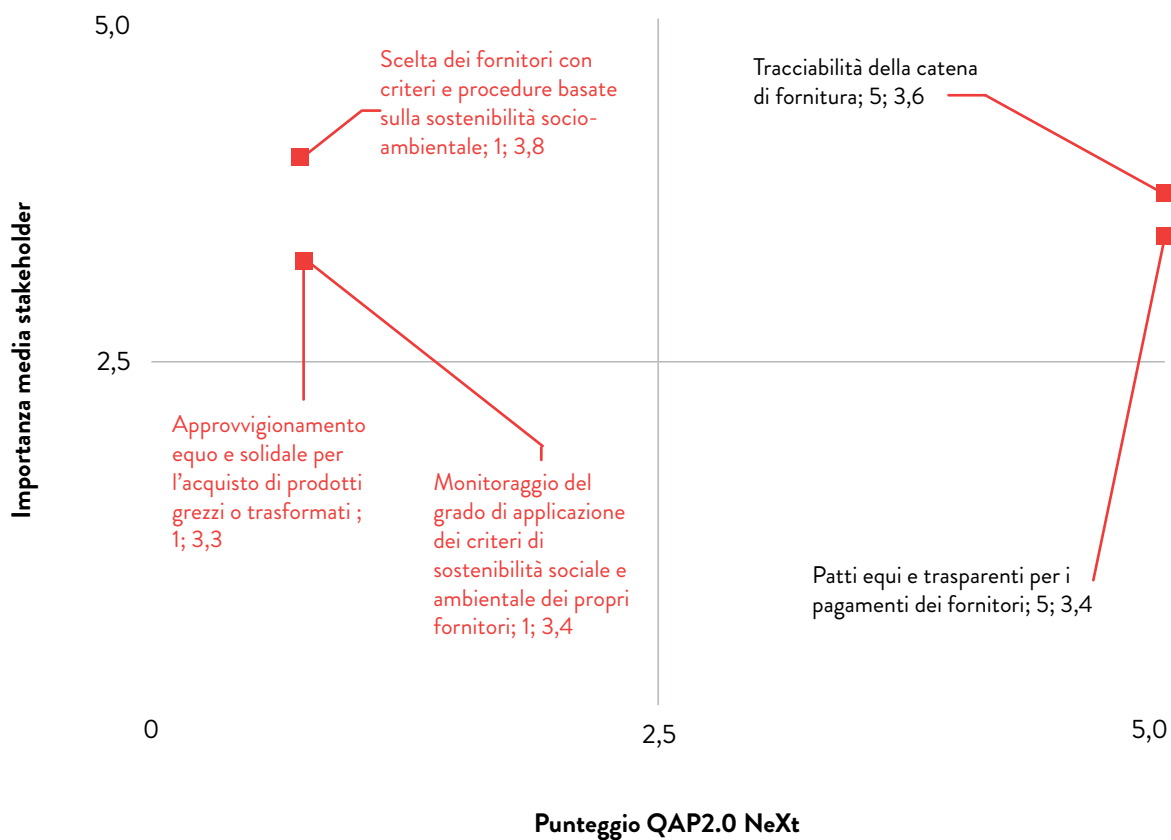 5,0
Scelta dei fornitori con
criteri e procedure basate
sulla sostenibilità socio-
ambientale; 1; 3,8
Tracciabilità della catena
di fornitura; 5; 3,6
Importanza media stakeholder
2,5
Approvvigionamento
equo e solidale per
l’acquisto di prodotti
grezzi o trasformati ;
1; 3,3
Monitoraggio del
grado di applicazione
dei criteri di
sostenibilità sociale e
ambientale dei propri
fornitori; 1; 3,4
Patti equi e trasparenti per i
pagamenti dei fornitori; 5; 3,4
0
2,5
5,0
Punteggio QAP2.0 NeXt